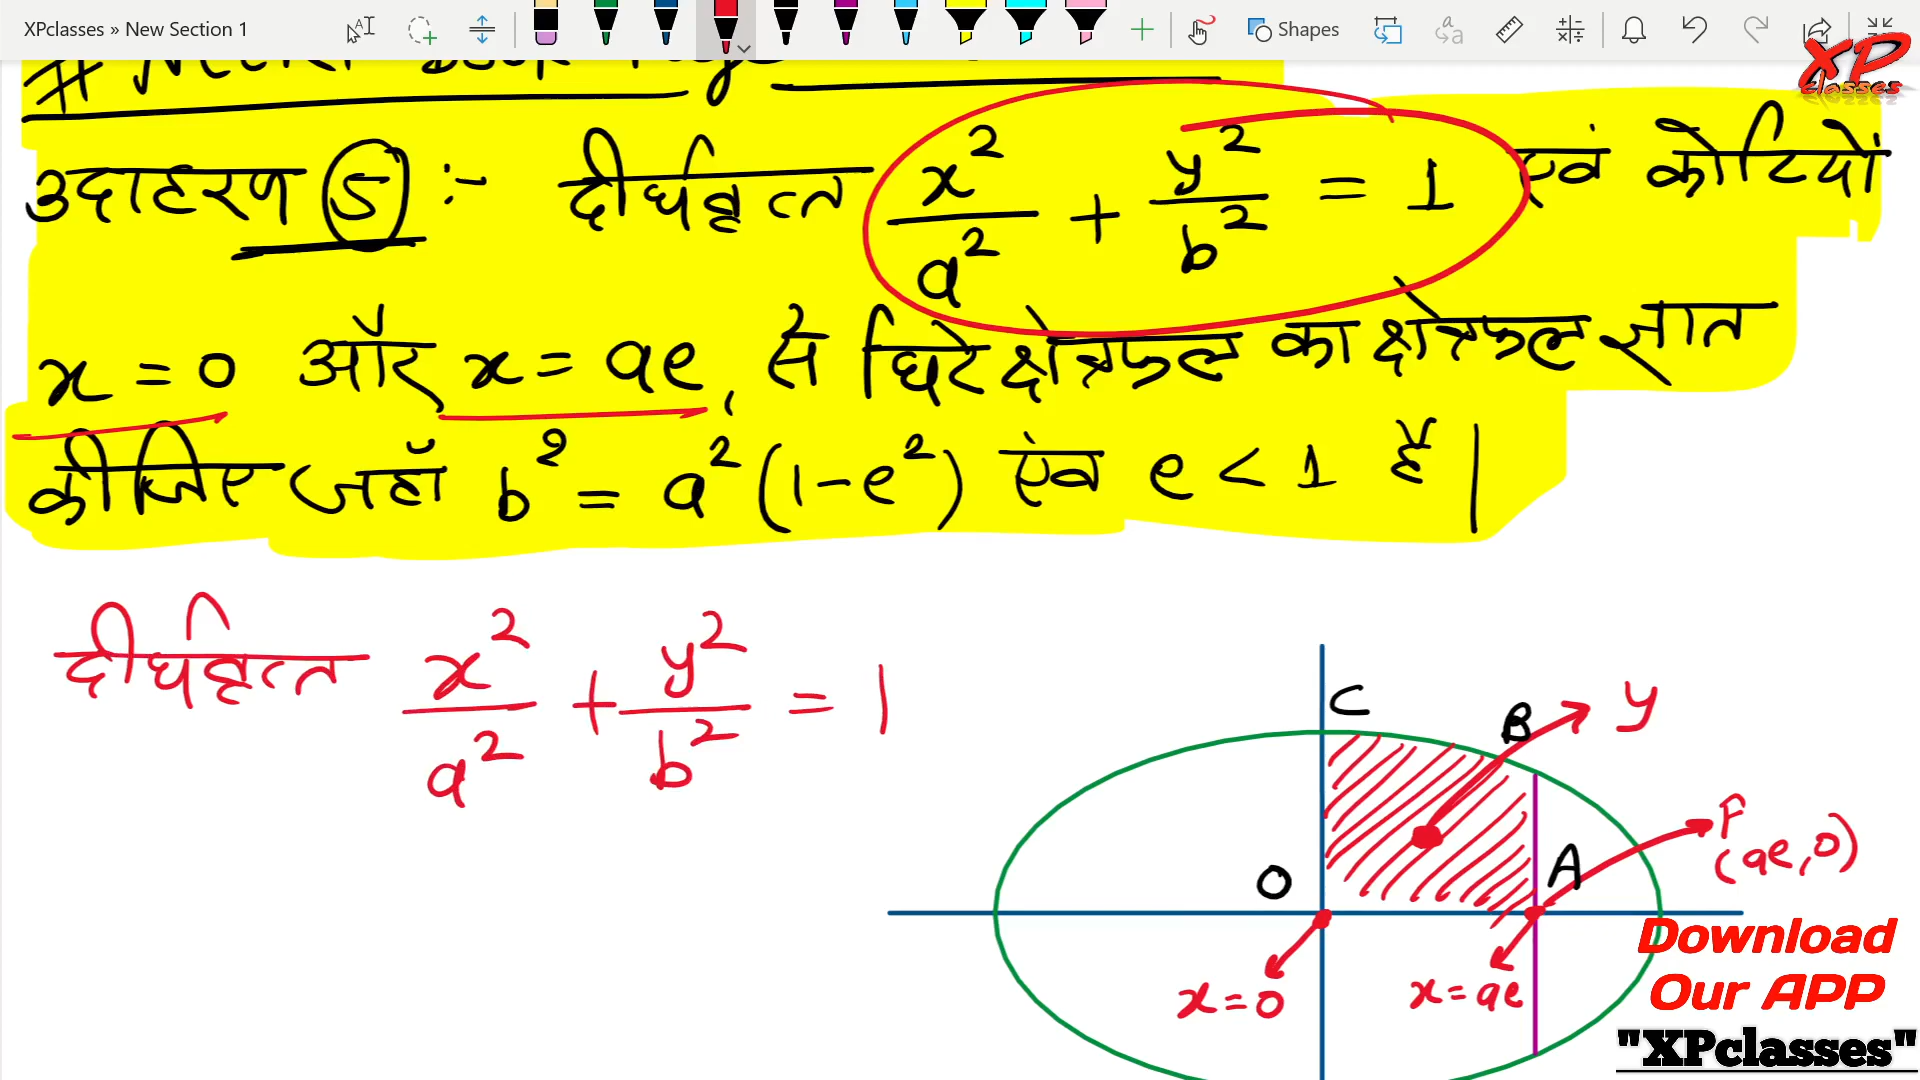 XPclasses » New Section 1
Shapes
XP
classes
उदाहरण 5 :- दीर्घवृत्त x²/a² + y²/b² = 1 एवं कोटियों
x = 0 और x = ae, से घिरे क्षेत्रफल का क्षेत्रफल ज्ञात
कीजिए जहाँ b² = a² (1-e²) एंव e < 1 है |
दीर्घवृत्त x²/a² + y²/b² = 1
C
B
y
F
(ae, 0)
O
A
x = 0
x = ae
Download
Our APP
"XPclasses"